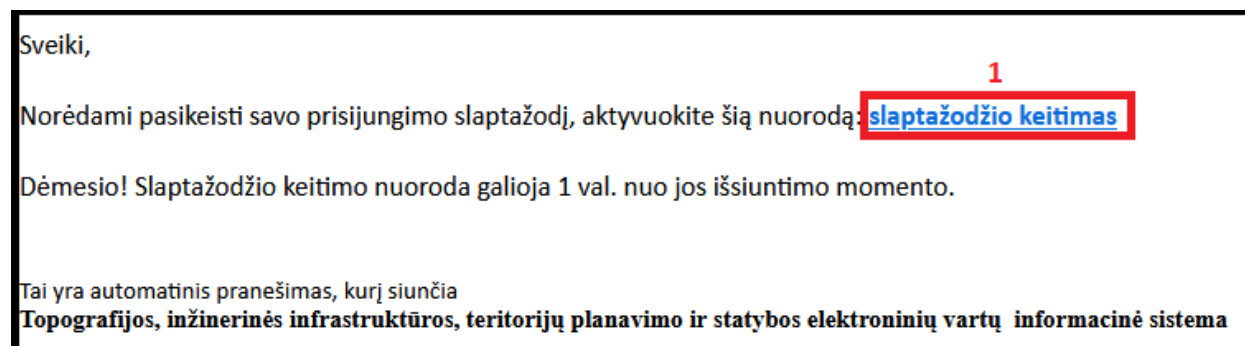 Sveiki,
1
Norėdami pasikeisti savo prisijungimo slaptažodį, aktyvuokite šią nuorodą: slaptažodžio keitimas
Dėmesio! Slaptažodžio keitimo nuoroda galioja 1 val. nuo jos išsiuntimo momento.
Tai yra automatinis pranešimas, kurį siunčia
Topografijos, inžinerinės infrastruktūros, teritorijų planavimo ir statybos elektroninių vartų informacinė sistema